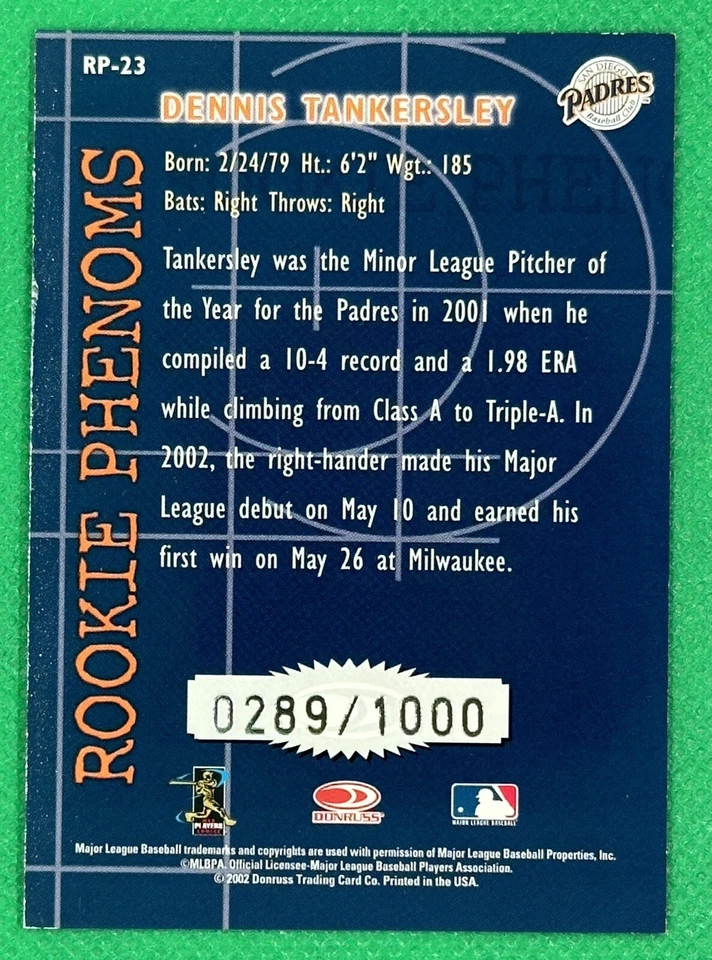 RP-23
SAN DIEGO
PADRES
Baseball Club
DENNIS TANKERSLEY
ROOKIE PHENOMS
Born: 2/24/79 Ht.: 6'2" Wgt.: 185
Bats: Right Throws: Right
Tankersley was the Minor League Pitcher of
the Year for the Padres in 2001 when he
compiled a 10-4 record and a 1.98 ERA
while climbing from Class A to Triple-A. In
2002, the right-hander made his Major
League debut on May 10 and earned his
first win on May 26 at Milwaukee.
0289/1000
PLAYERS
CHOICE
DONRUSS
MAJOR LEAGUE BASEBALL
Major League Baseball trademarks and copyrights are used with permission of Major League Baseball Properties, Inc.
©MLBPA. Official Licensee-Major League Baseball Players Association.
© 2002 Donruss Trading Card Co. Printed in the USA.